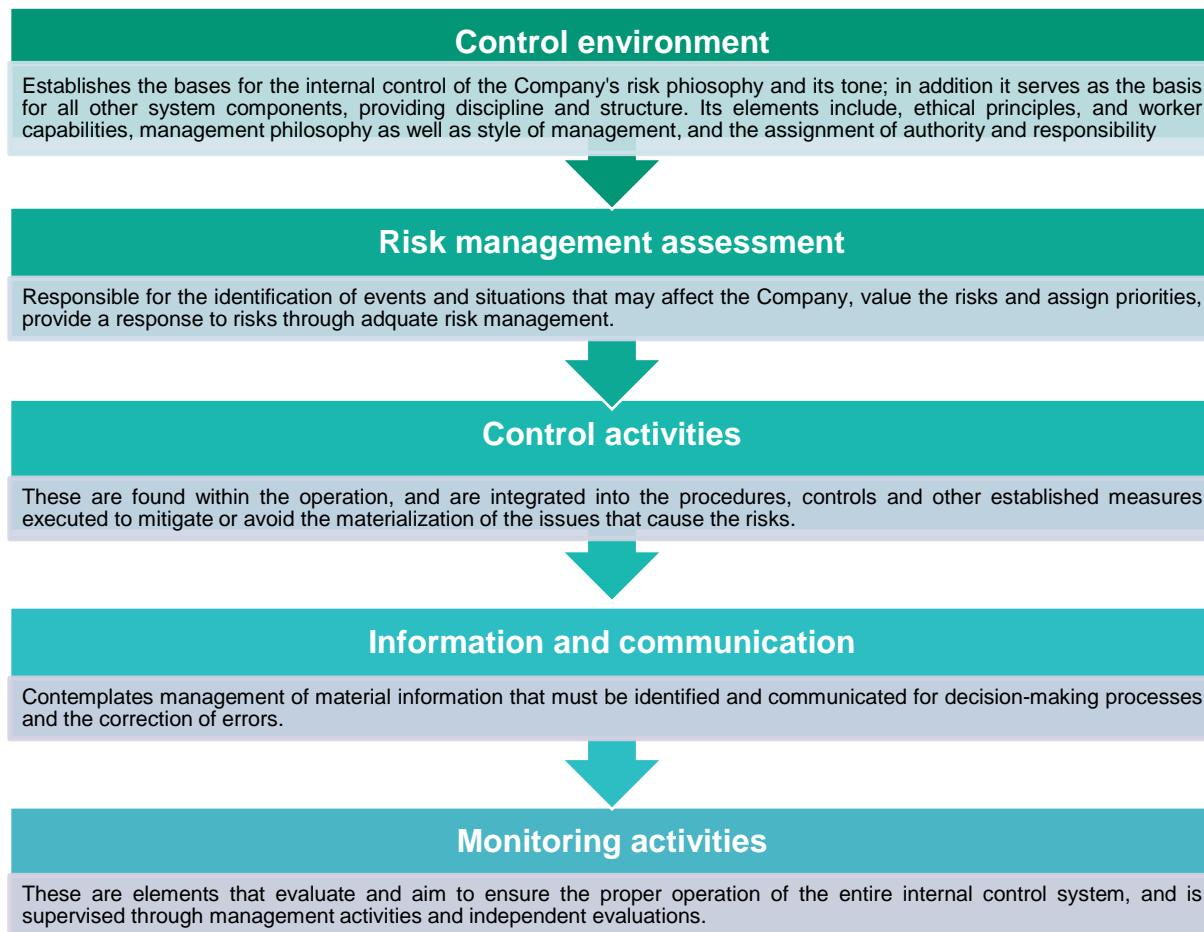 Control environment
Establishes the bases for the internal control of the Company's risk phiosophy and its tone; in addition it serves as the basis
for all other system components, providing discipline and structure. Its elements include, ethical principles, and worker
capabilities, management philosophy as well as style of management, and the assignment of authority and responsibility
Risk management assessment
Responsible for the identification of events and situations that may affect the Company, value the risks and assign priorities,
provide a response to risks through adquate risk management.
Control activities
These are found within the operation, and are integrated into the procedures, controls and other established measures
executed to mitigate or avoid the materialization of the issues that cause the risks.
Information and communication
Contemplates management of material information that must be identified and communicated for decision-making processes
and the correction of errors.
Monitoring activities
These are elements that evaluate and aim to ensure the proper operation of the entire internal control system, and is
supervised through management activities and independent evaluations.